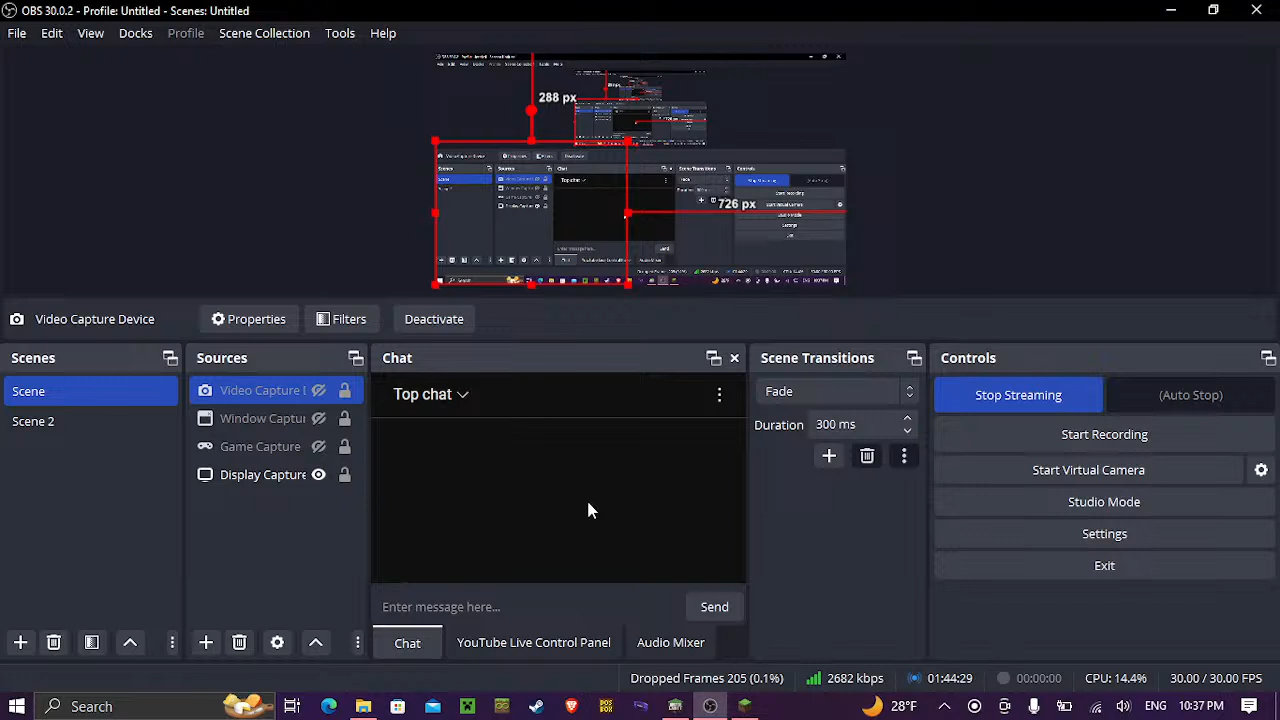 OBS 30.0.2 - Profile: Untitled - Scenes: Untitled
File Edit View Docks Profile Scene Collection Tools Help
288 px
726 px
Video Capture Device Properties Filters Deactivate
Scenes Sources Chat Scene Transitions Controls
Scene Video Capture D Top chat Fade Stop Streaming (Auto Stop)
Scene 2 Window Captu Duration 300 ms Start Recording
Game Capture Start Virtual Camera
Display Capture Studio Mode
Settings
Exit
Enter message here... Send
Chat YouTube Live Control Panel Audio Mixer
Dropped Frames 205 (0.1%) 2682 kbps 01:44:29 00:00:00 CPU: 14.4% 30.00 / 30.00 FPS
Search 28°F 10:37 PM